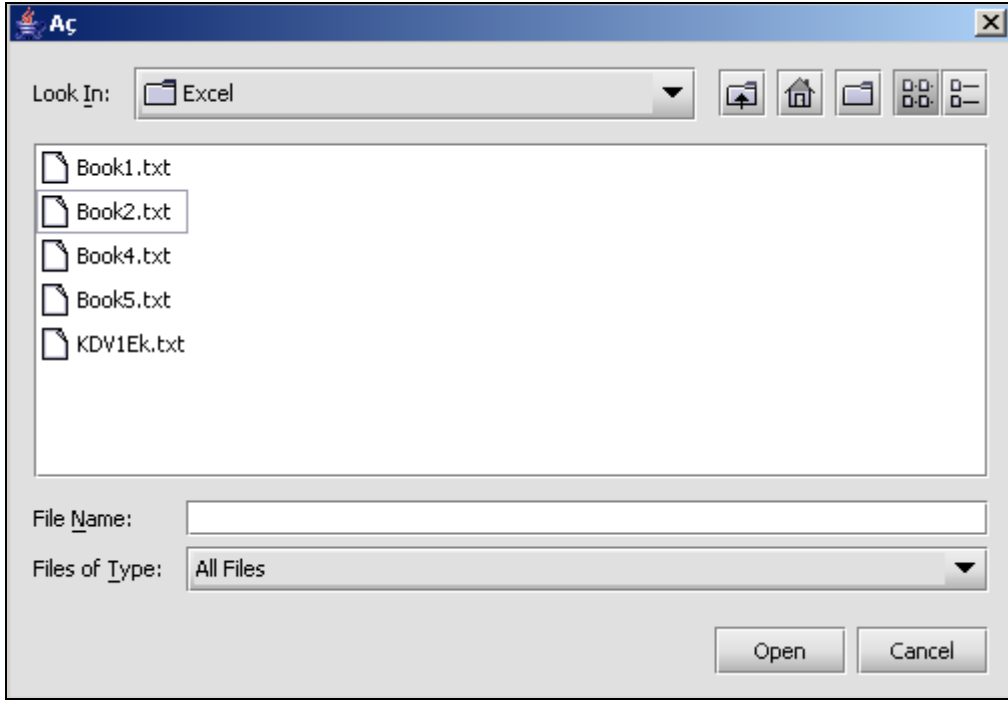 Aç
Look In: Excel
Book1.txt
Book2.txt
Book4.txt
Book5.txt
KDV1Ek.txt
File Name:
Files of Type: All Files
Open Cancel